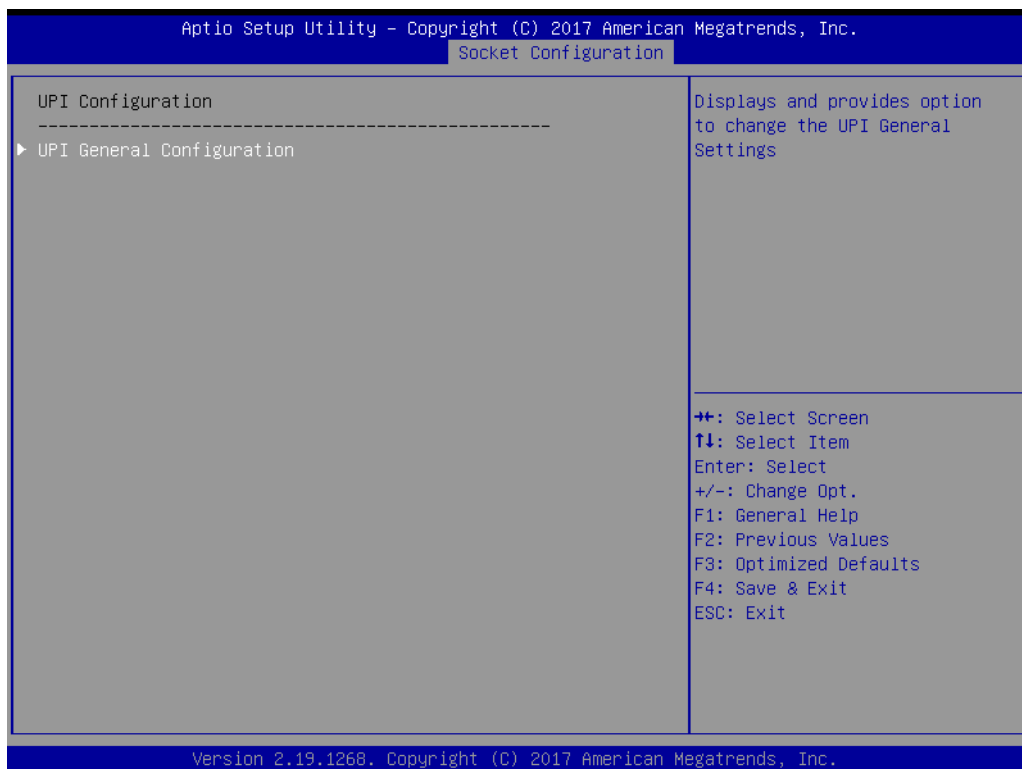 Aptio Setup Utility – Copyright (C) 2017 American Megatrends, Inc.
Socket Configuration
UPI Configuration
--------------------------------------------------
▶ UPI General Configuration
Displays and provides option
to change the UPI General
Settings
→←: Select Screen
↑↓: Select Item
Enter: Select
+/-: Change Opt.
F1: General Help
F2: Previous Values
F3: Optimized Defaults
F4: Save & Exit
ESC: Exit
Version 2.19.1268. Copyright (C) 2017 American Megatrends, Inc.